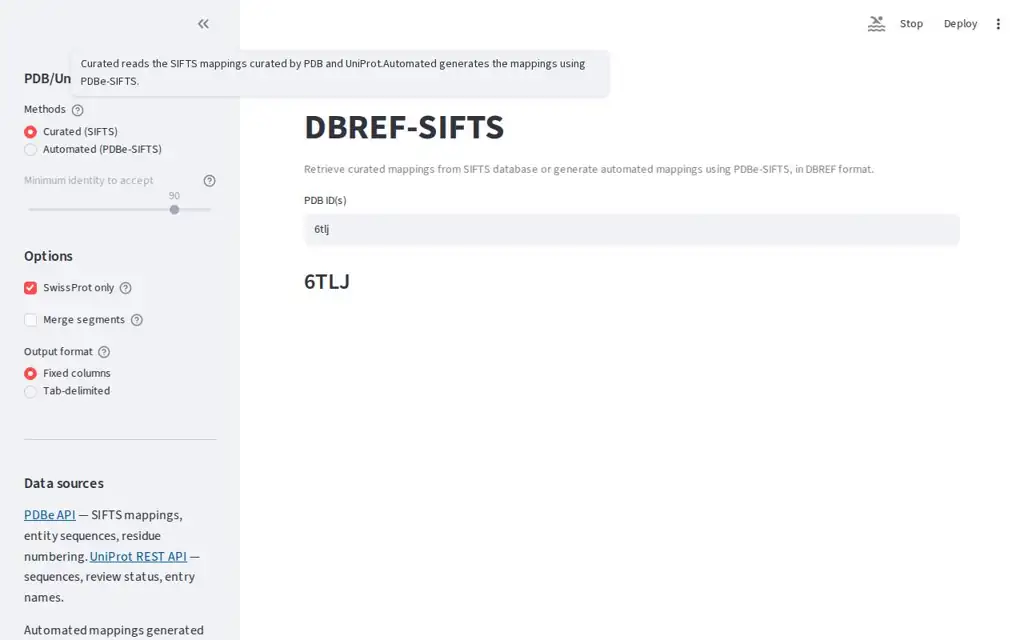 Stop
Deploy
Curated reads the SIFTS mappings curated by PDB and UniProt.Automated generates the mappings using
PDBe-SIFTS.
PDB/Un
Methods
Curated (SIFTS)
Automated (PDBe-SIFTS)
Minimum identity to accept
90
Options
SwissProt only
Merge segments
Output format
Fixed columns
Tab-delimited
Data sources
PDBe API — SIFTS mappings,
entity sequences, residue
numbering. UniProt REST API —
sequences, review status, entry
names.
Automated mappings generated
DBREF-SIFTS
Retrieve curated mappings from SIFTS database or generate automated mappings using PDBe-SIFTS, in DBREF format.
PDB ID(s)
6tlj
6TLJ